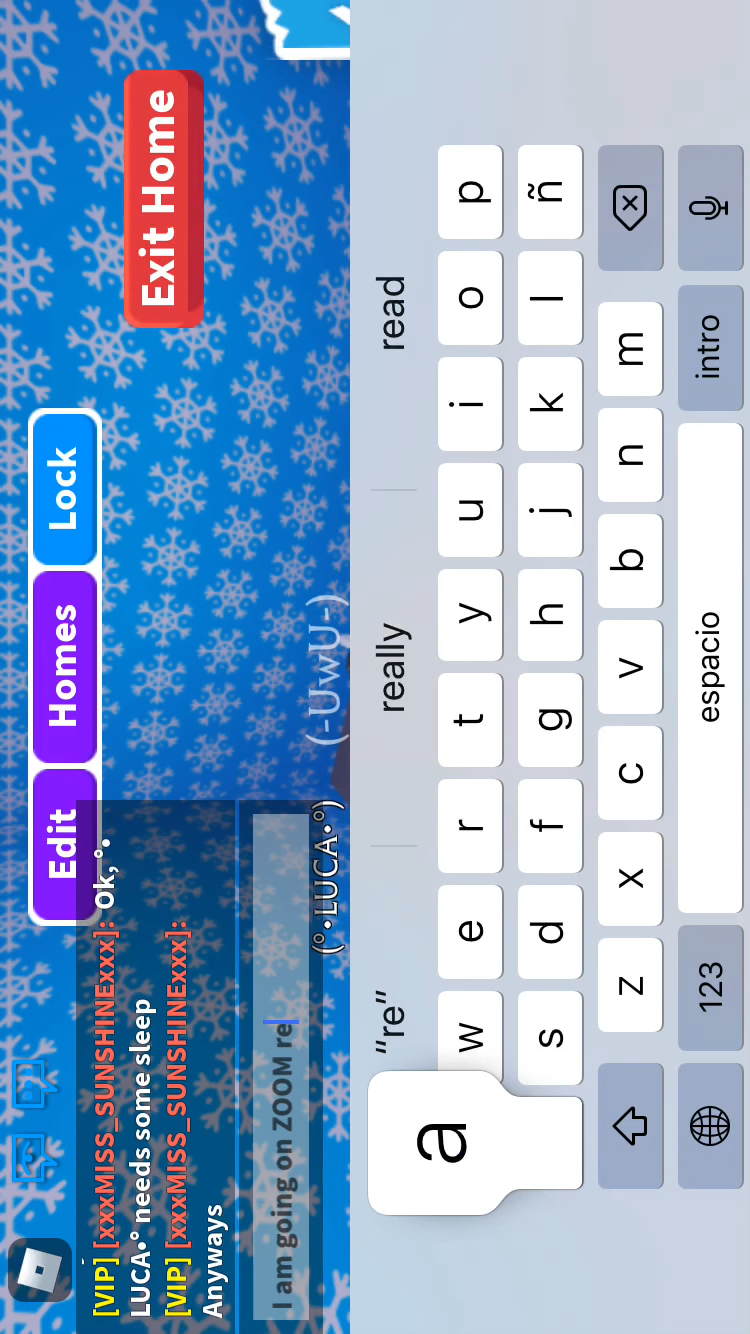 Edit
Homes
Lock
Exit Home
[VIP] [xxxMISS_SUNSHINExxx]: Ok,°•
LUCA•° needs some sleep
[VIP] [xxxMISS_SUNSHINExxx]:
Anyways
I am going on ZOOM re
(°•LUCA•°)
(-UwU-)
"re"
really
read
w e r t y u i o p
a s d f g h j k l ñ
z x c v b n m
123
espacio
intro